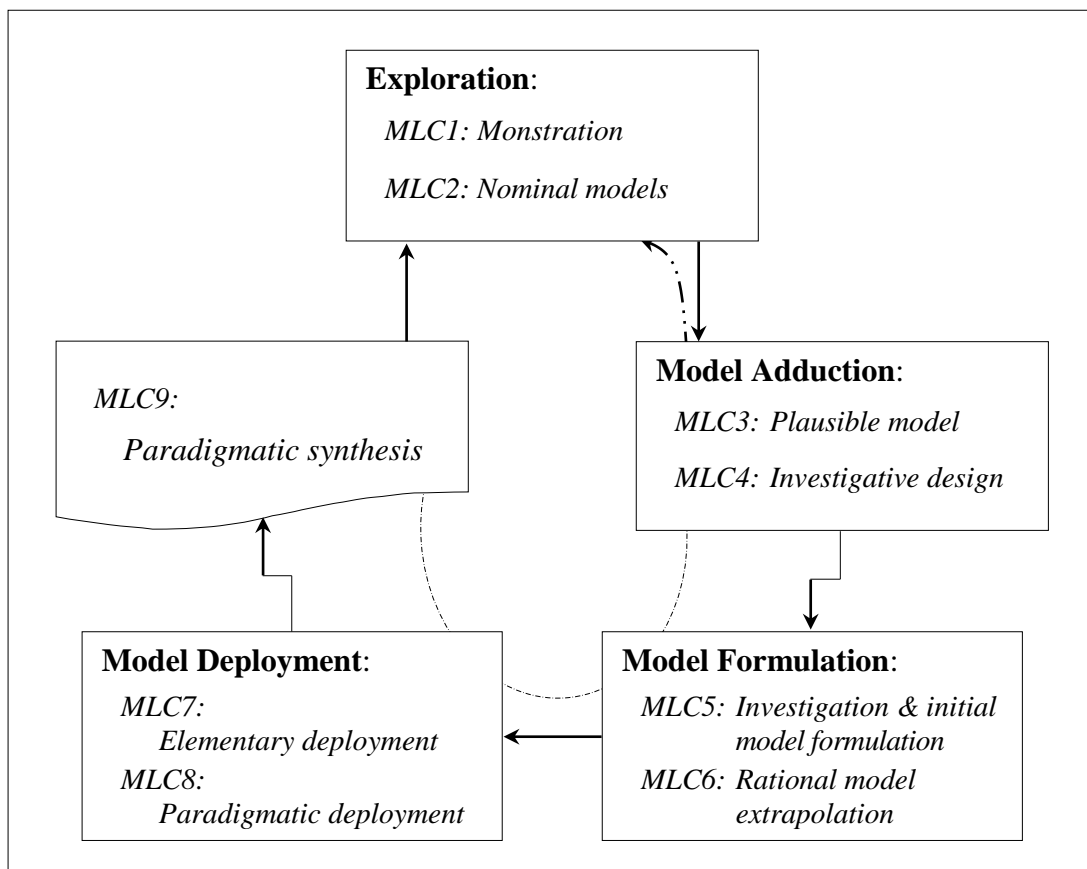 Exploration:
MLC1: Monstration
MLC2: Nominal models
Model Adduction:
MLC3: Plausible model
MLC4: Investigative design
MLC9:
Paradigmatic synthesis
Model Deployment:
MLC7:
Elementary deployment
MLC8:
Paradigmatic deployment
Model Formulation:
MLC5: Investigation & initial
model formulation
MLC6: Rational model
extrapolation